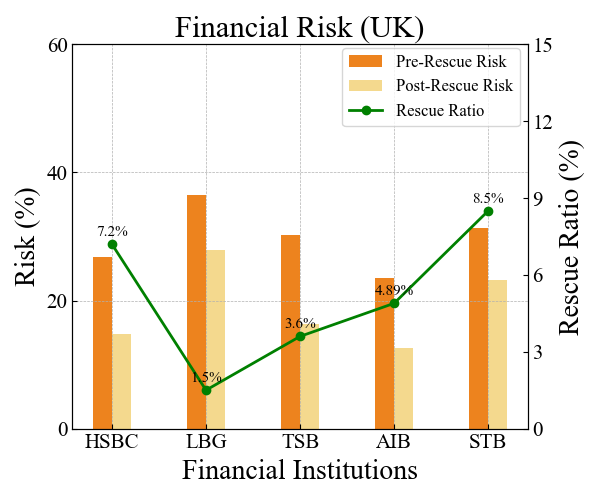 Financial Risk (UK)
Pre-Rescue Risk
Post-Rescue Risk
Rescue Ratio
Risk (%)
60
40
20
0
15
12
9
6
3
0
Rescue Ratio (%)
7.2%
1.5%
3.6%
4.89%
8.5%
HSBC LBG TSB AIB STB
Financial Institutions